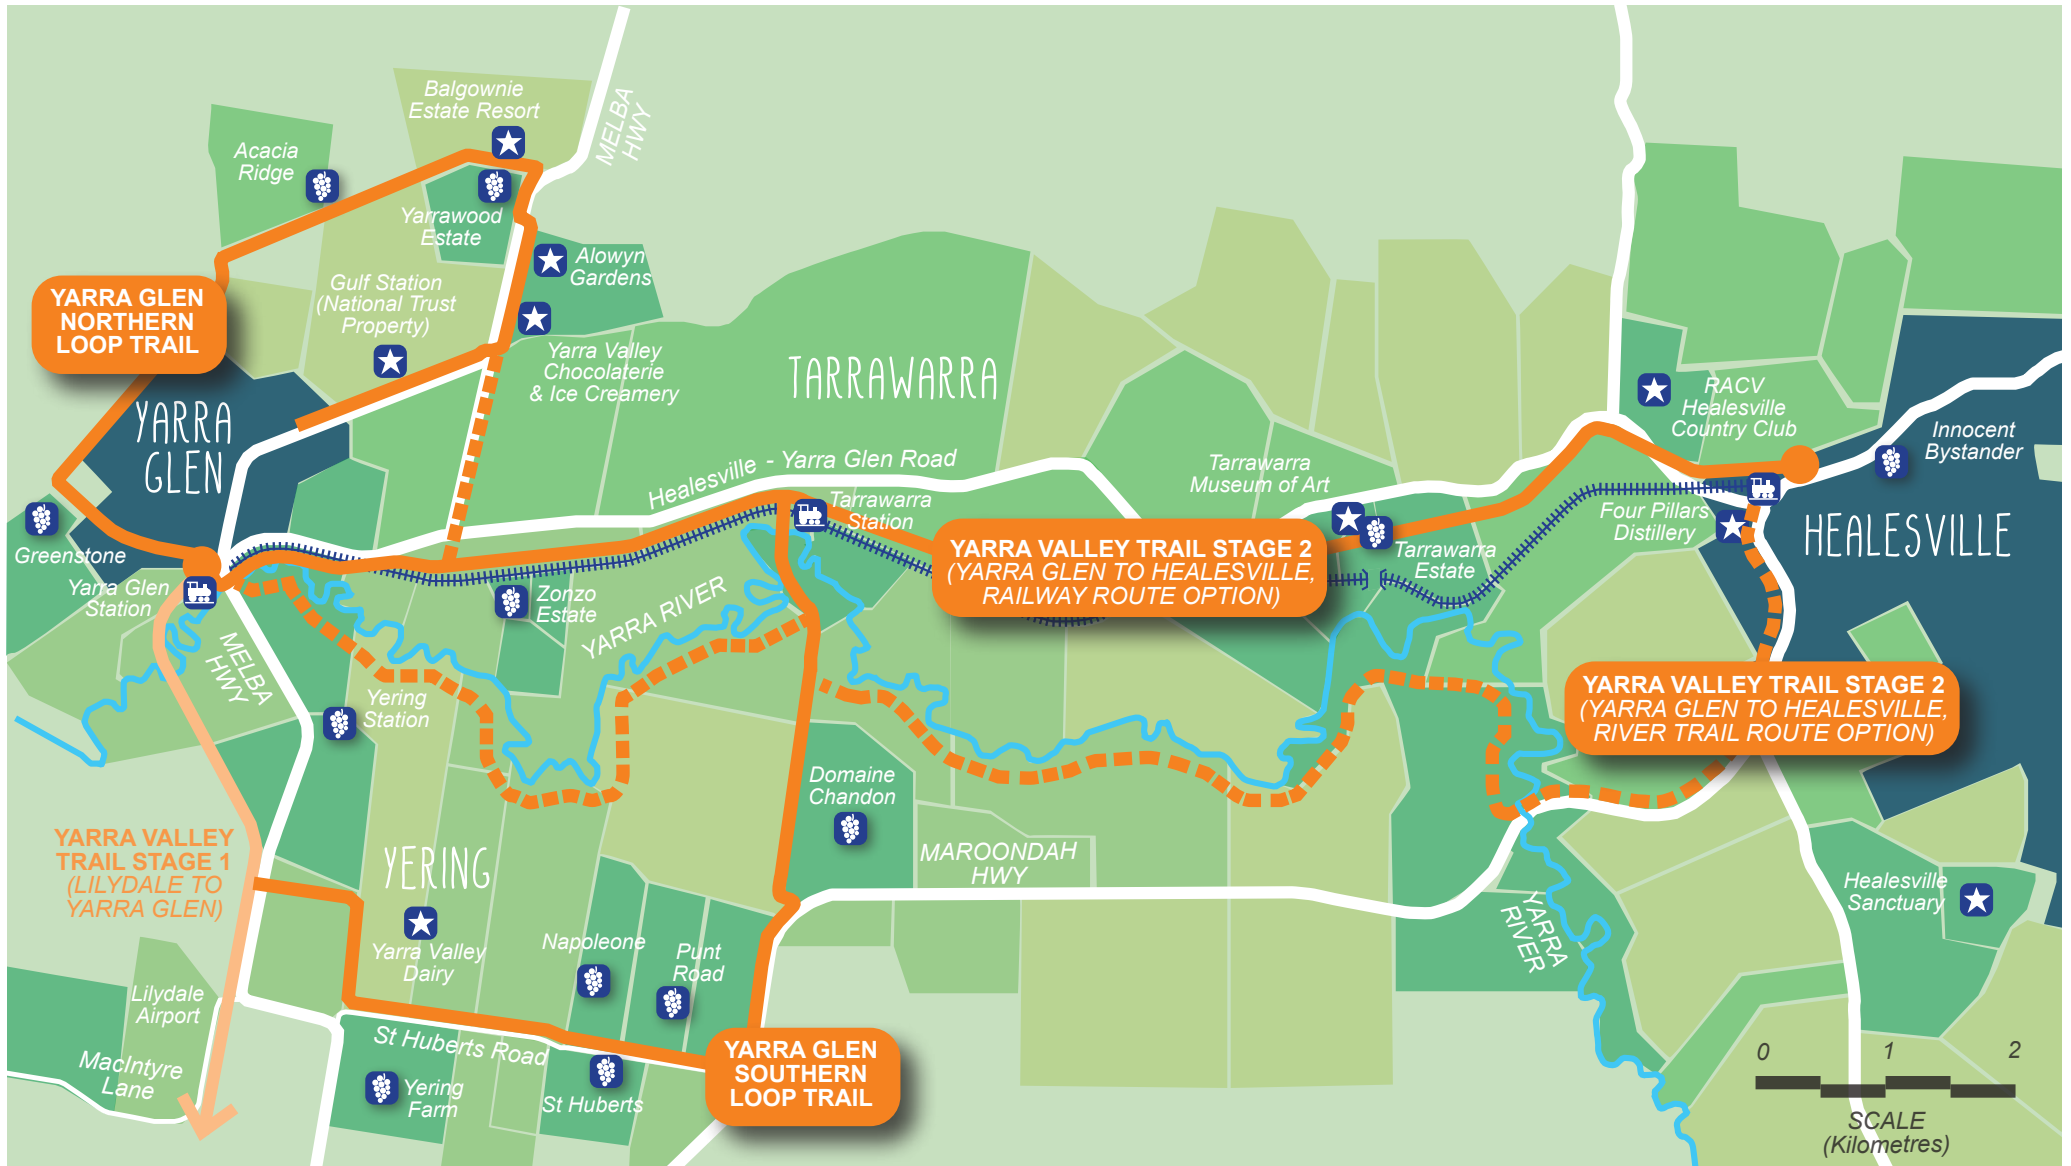 Balgownie
Estate Resort
MELBA
HWY
Acacia
Ridge
Yarrawood
Estate
Alowyn
Gardens
Gulf Station
(National Trust
Property)
YARRA GLEN
NORTHERN
LOOP TRAIL
Yarra Valley
Chocolaterie
& Ice Creamery
TARRAWARRA
RACV
Healesville
Country Club
Innocent
Bystander
YARRA
GLEN
Healesville - Yarra Glen Road
Tarrawarra
Museum of Art
Tarrawarra
Station
Four Pillars
Distillery
HEALESVILLE
Greenstone
YARRA VALLEY TRAIL STAGE 2
(YARRA GLEN TO HEALESVILLE,
RAILWAY ROUTE OPTION)
Tarrawarra
Estate
Yarra Glen
Station
Zonzo
Estate
YARRA RIVER
MELBA
HWY
Yering
Station
YARRA VALLEY TRAIL STAGE 2
(YARRA GLEN TO HEALESVILLE,
RIVER TRAIL ROUTE OPTION)
Domaine
Chandon
YARRA VALLEY
TRAIL STAGE 1
(LILYDALE TO
YARRA GLEN)
YERING
MAROONDAH
HWY
Healesville
Sanctuary
YARRA
RIVER
Yarra Valley
Dairy
Napoleone
Punt
Road
Lilydale
Airport
St Huberts Road
MacIntyre
Lane
YARRA GLEN
SOUTHERN
LOOP TRAIL
Yering
Farm
St Huberts
0 1 2
SCALE
(Kilometres)